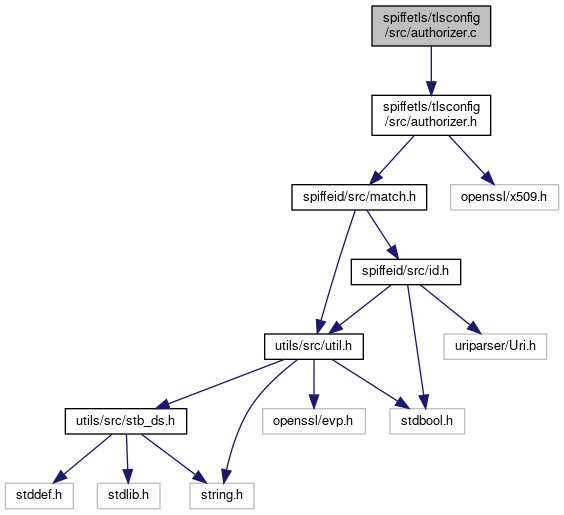 spiffetls/tlsconfig
/src/authorizer.c
spiffetls/tlsconfig
/src/authorizer.h
spiffeid/src/match.h
openssl/x509.h
spiffeid/src/id.h
utils/src/util.h
uriparser/Uri.h
utils/src/stb_ds.h
openssl/evp.h
stdbool.h
stddef.h
stdlib.h
string.h